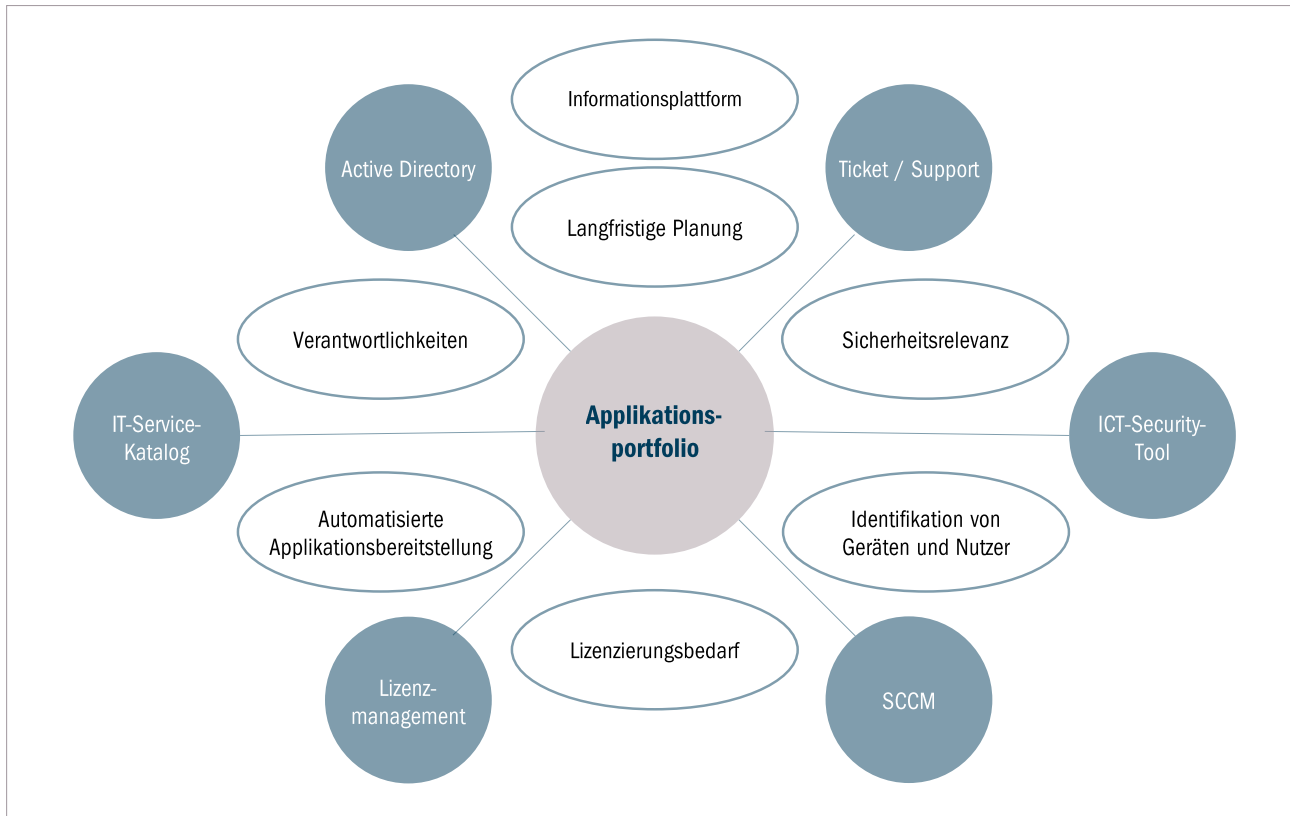 Informationsplattform
Active Directory
Ticket / Support
Langfristige Planung
Verantwortlichkeiten
Sicherheitsrelevanz
IT-Service-
Katalog
Applikations-
portfolio
ICT-Security-
Tool
Automatisierte
Applikationsbereitstellung
Identifikation von
Geräten und Nutzer
Lizenzierungsbedarf
Lizenz-
management
SCCM